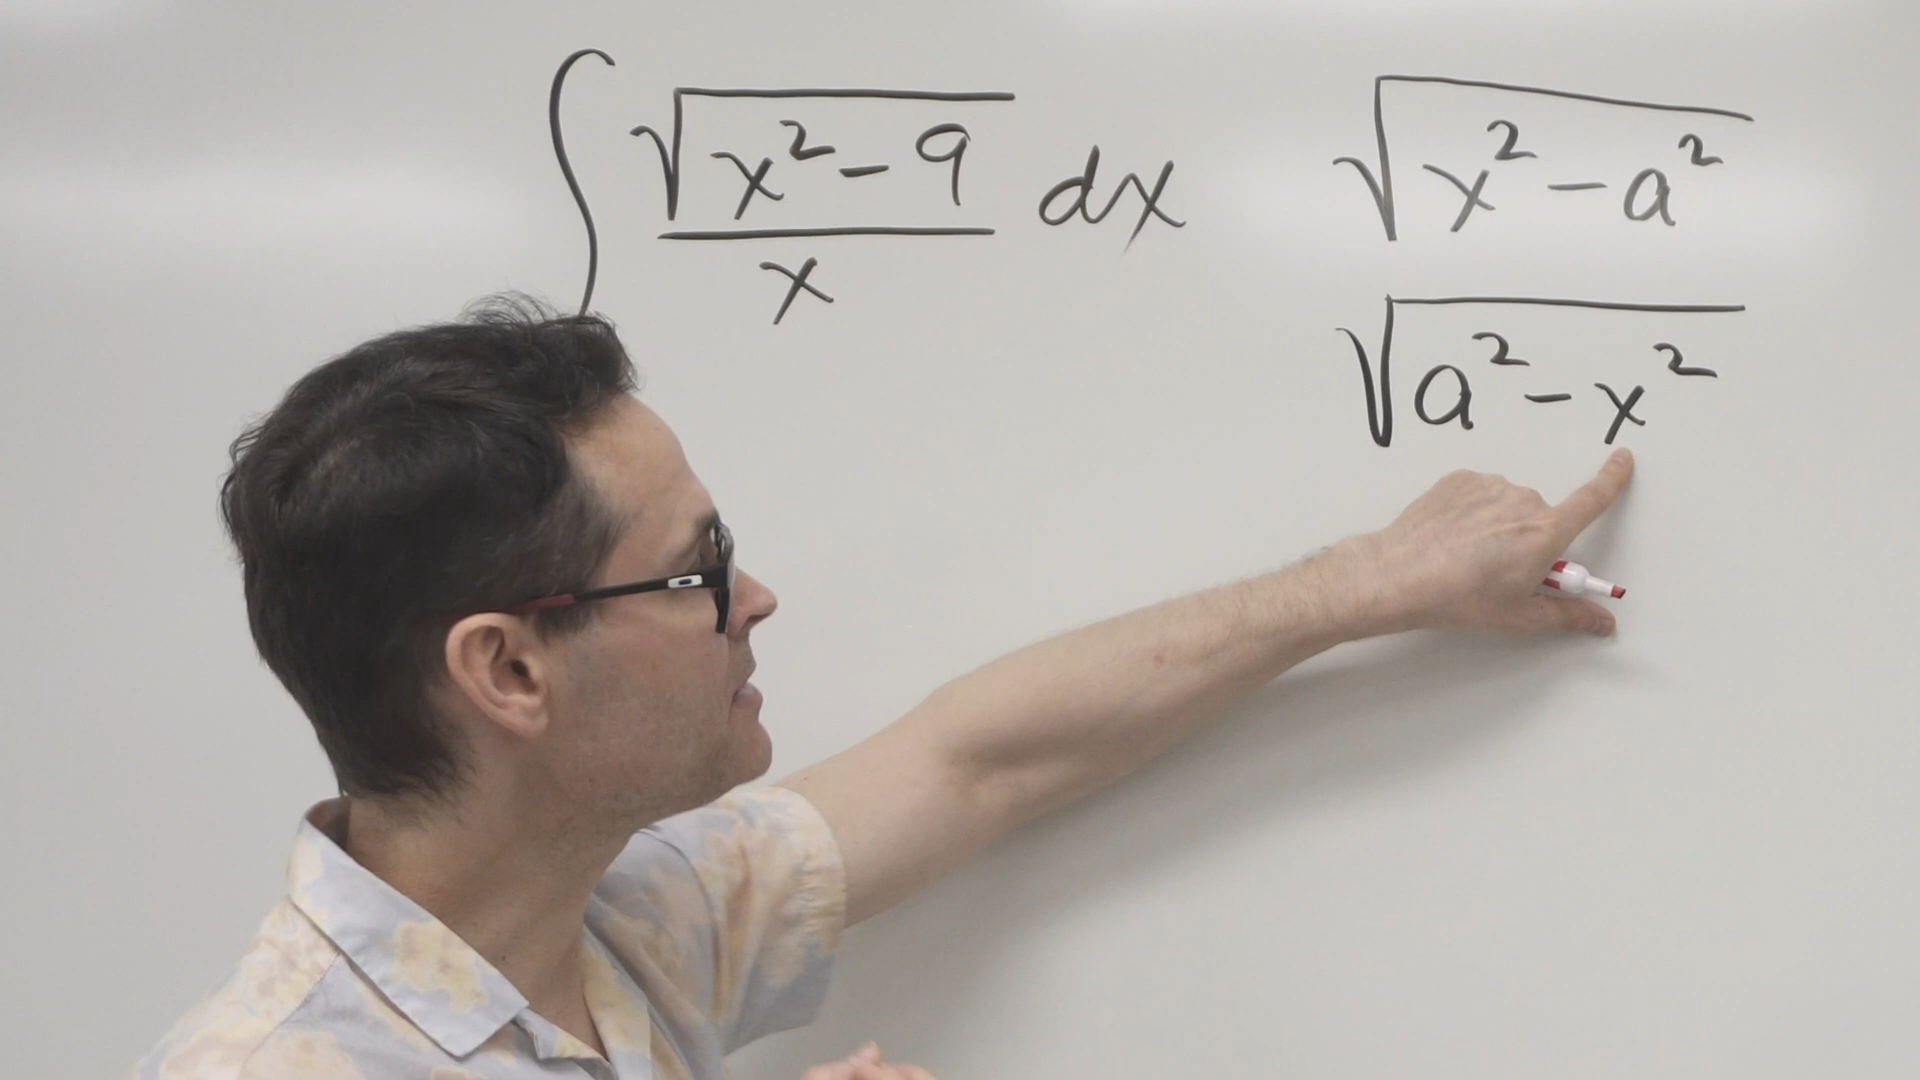 ∫ √(x² - 9) / x dx
√(x² - a²)
√(a² - x²)